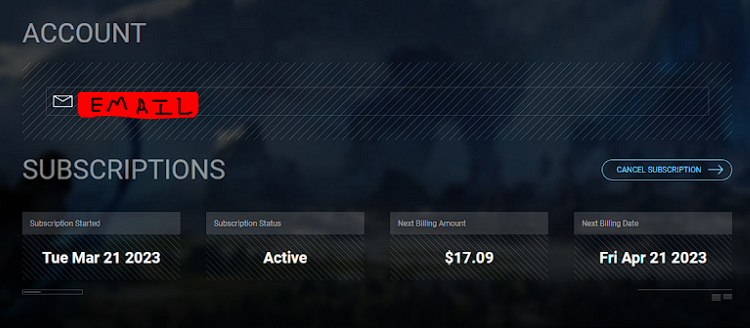 ACCOUNT
EMAIL
SUBSCRIPTIONS
CANCEL SUBSCRIPTION
Subscription Started
Subscription Status
Next Billing Amount
Next Billing Date
Tue Mar 21 2023
Active
$17.09
Fri Apr 21 2023